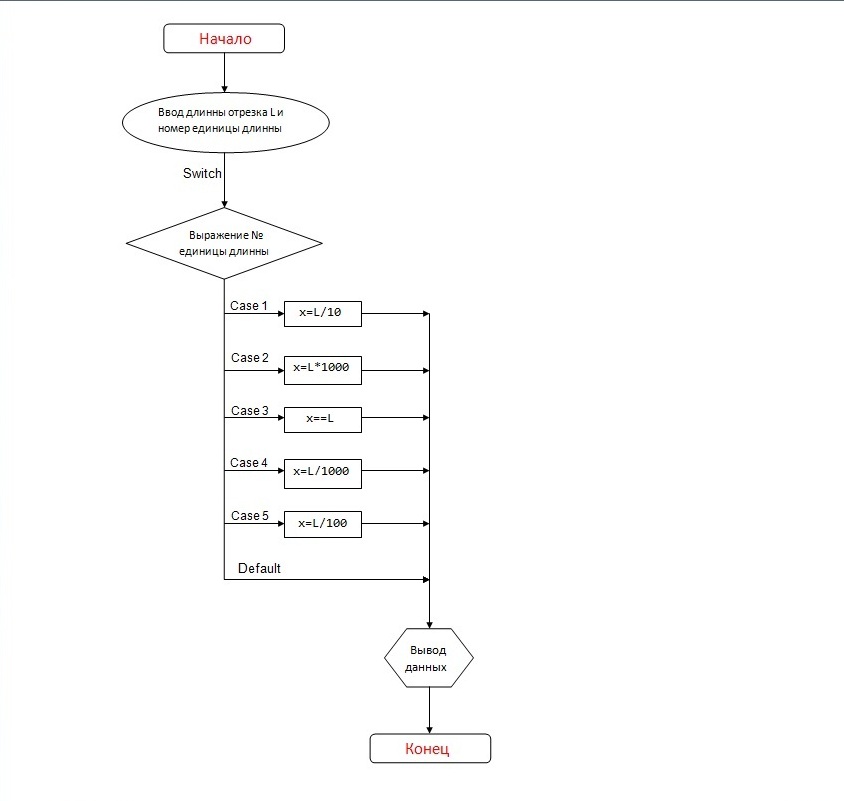 Начало
Ввод длинны отрезка L и
номер единицы длинны
Switch
Выражение №
единицы длинны
Case 1
x=L/10
Case 2
x=L*1000
Case 3
x==L
Case 4
x=L/1000
Case 5
x=L/100
Default
Вывод
данных
Конец